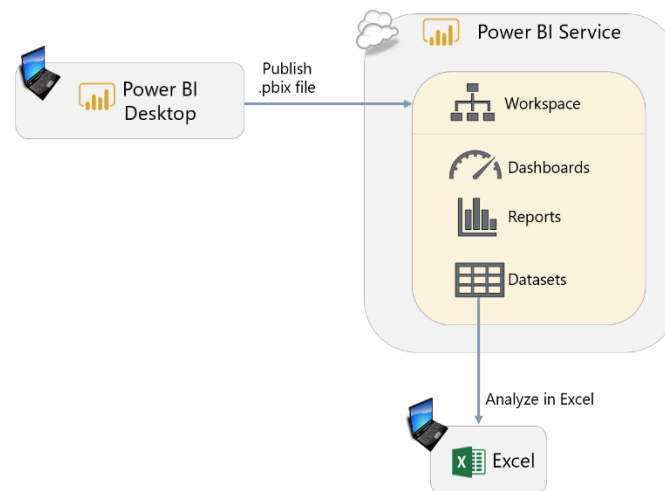 Power BI Service
Power BI
Desktop
Publish
.pbix file
Workspace
Dashboards
Reports
Datasets
Analyze in Excel
Excel